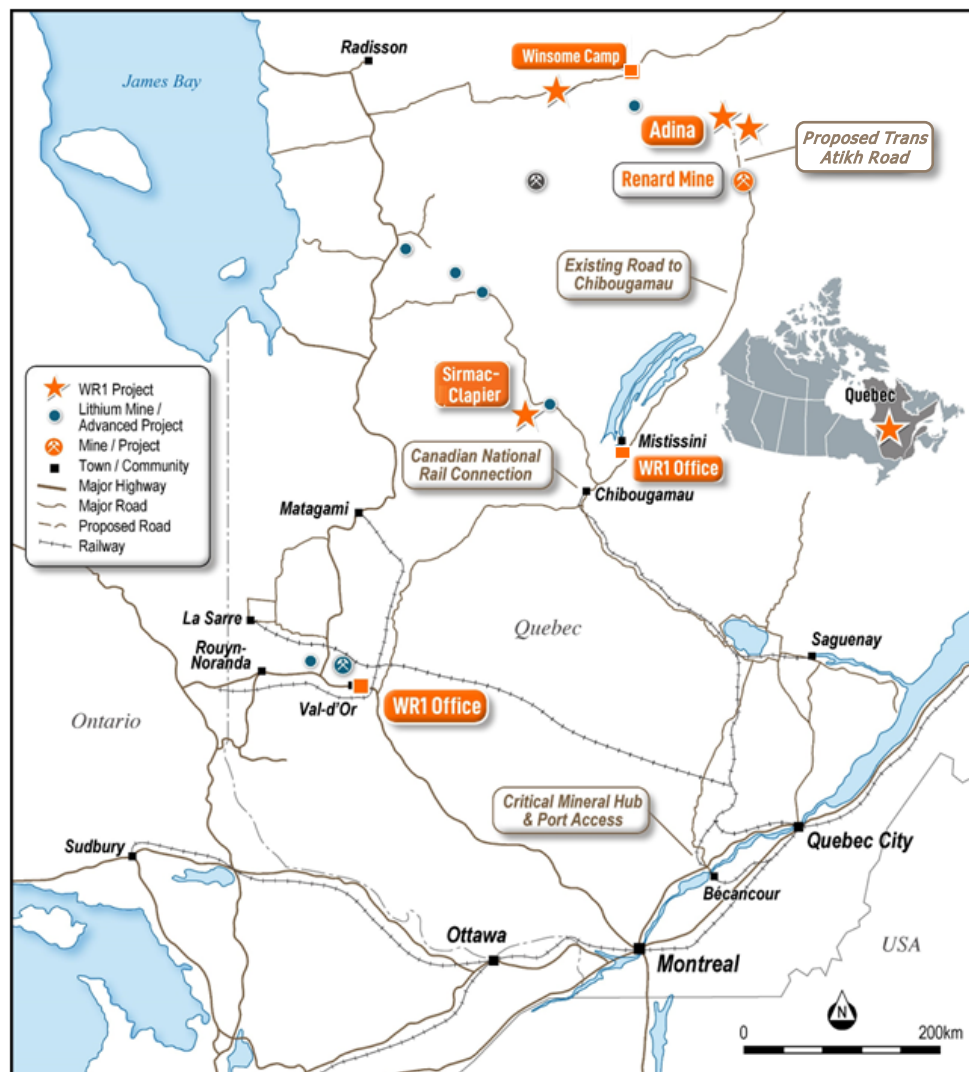 Radisson
Winsome Camp
James Bay
Adina
Proposed Trans
Atikh Road
Renard Mine
Existing Road to
Chibougamau
WR1 Project
Lithium Mine /
Advanced Project
Mine / Project
Town / Community
Major Highway
Major Road
Proposed Road
Railway
Sirmac-
Clapier
Quebec
Mistissini
WR1 Office
Canadian National
Rail Connection
Chibougamau
Matagami
La Sarre
Quebec
Saguenay
Rouyn-
Noranda
Val-d'Or
WR1 Office
Ontario
Critical Mineral Hub
& Port Access
Quebec City
Sudbury
Bécancour
Ottawa
Montreal
USA
N
0
200km